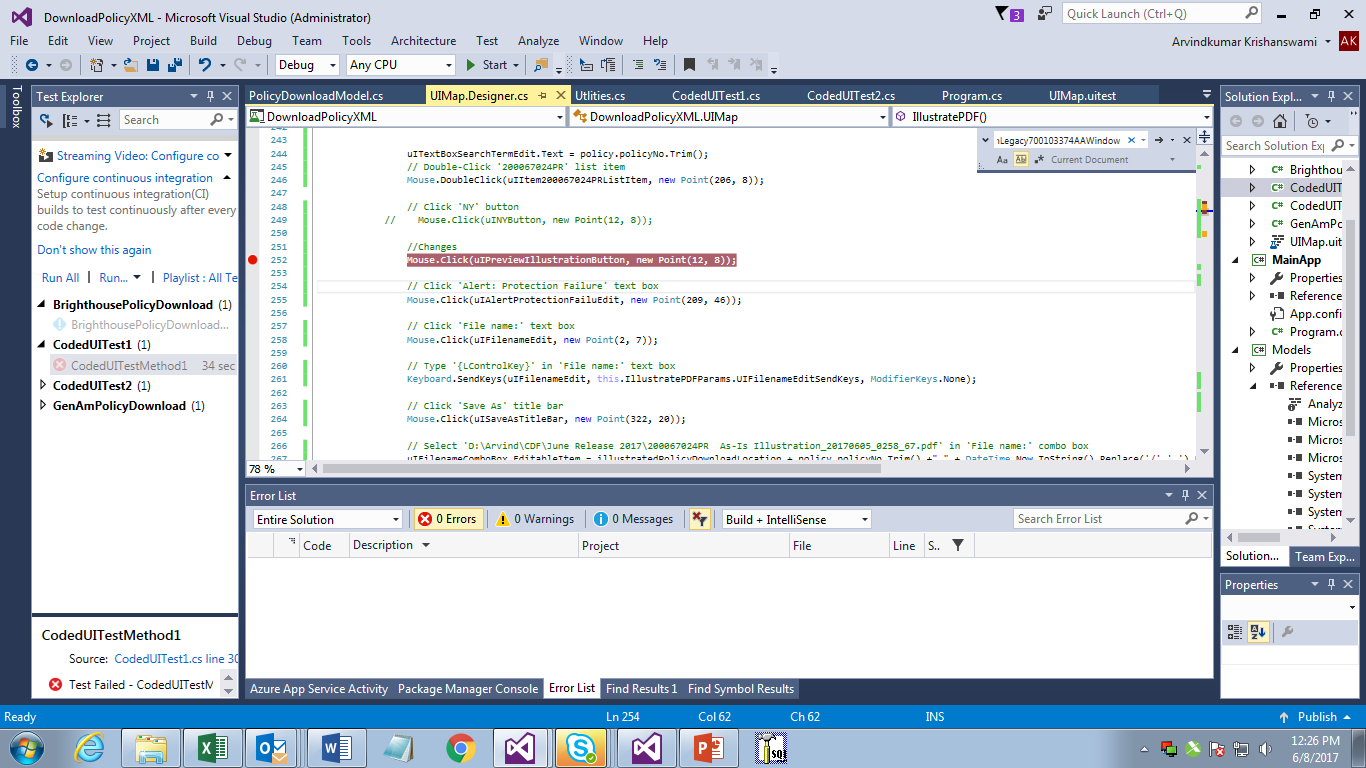 DownloadPolicyXML - Microsoft Visual Studio (Administrator)
3
Quick Launch (Ctrl+Q)
File Edit View Project Build Debug Team Tools Architecture Test Analyze Window Help
Arvindkumar Krishanswami AK
Debug Any CPU Start
Toolbox
Test Explorer
Search
Streaming Video: Configure co
Configure continuous integration
Setup continuous integration(CI)
builds to test continuously after every
code change.
Don't show this again
Run All Run... Playlist : All Te
BrighthousePolicyDownload (1)
BrighthousePolicyDownload...
CodedUITest1 (1)
CodedUITestMethod1 34 sec
CodedUITest2 (1)
GenAmPolicyDownload (1)
CodedUITestMethod1
Source: CodedUITest1.cs line 30
Test Failed - CodedUITestM
PolicyDownloadModel.cs UIMap.Designer.cs Utlities.cs CodedUITest1.cs CodedUITest2.cs Program.cs UIMap.uitest
DownloadPolicyXML DownloadPolicyXML.UIMap IllustratePDF()
Legacy700103374AAWindow
Aa Current Document
242
243
244 uITextBoxSearchTermEdit.Text = policy.policyNo.Trim();
245 // Double-Click '200067024PR' list item
246 Mouse.DoubleClick(uIItem200067024PRListItem, new Point(206, 8));
247
248 // Click 'NY' button
249 // Mouse.Click(uINYButton, new Point(12, 8));
250
251 //Changes
252 Mouse.Click(uIPreviewIllustrationButton, new Point(12, 8));
253
254 // Click 'Alert: Protection Failure' text box
255 Mouse.Click(uIAlertProtectionFailuEdit, new Point(209, 46));
256
257 // Click 'File name:' text box
258 Mouse.Click(uIFilenameEdit, new Point(2, 7));
259
260 // Type '{LControlKey}' in 'File name:' text box
261 Keyboard.SendKeys(uIFilenameEdit, this.IllustratePDFParams.UIFilenameEditSendKeys, ModifierKeys.None);
262
263 // Click 'Save As' title bar
264 Mouse.Click(uISaveAsTitleBar, new Point(322, 20));
265
266 // Select 'D:\Arvind\CDF\June Release 2017\200067024PR  As-Is Illustration_20170605_0258_67.pdf' in 'File name:' combo box
267 uIFilenameComboBox.EditableItem = illustratedPolicyDownloadLocation + policy.policyNo.Trim() +"_" + DateTime.Now.ToString().Replace('/','_')
78 %
Error List
Entire Solution 0 Errors 0 Warnings 0 Messages Build + IntelliSense Search Error List
Code Description Project File Line S..
Azure App Service Activity Package Manager Console Error List Find Results 1 Find Symbol Results
Solution Expl...
Search Solution Exp
Brighthou
CodedUIT
CodedUIT
GenAmPo
UIMap.uit
MainApp
Properties
Reference
App.confi
Program.c
Models
Properties
Reference
Analyz
Micros
Micros
Micros
System
System
System
Solution... Team Exp...
Properties
Ready Ln 254 Col 62 Ch 62 INS Publish
12:26 PM
6/8/2017